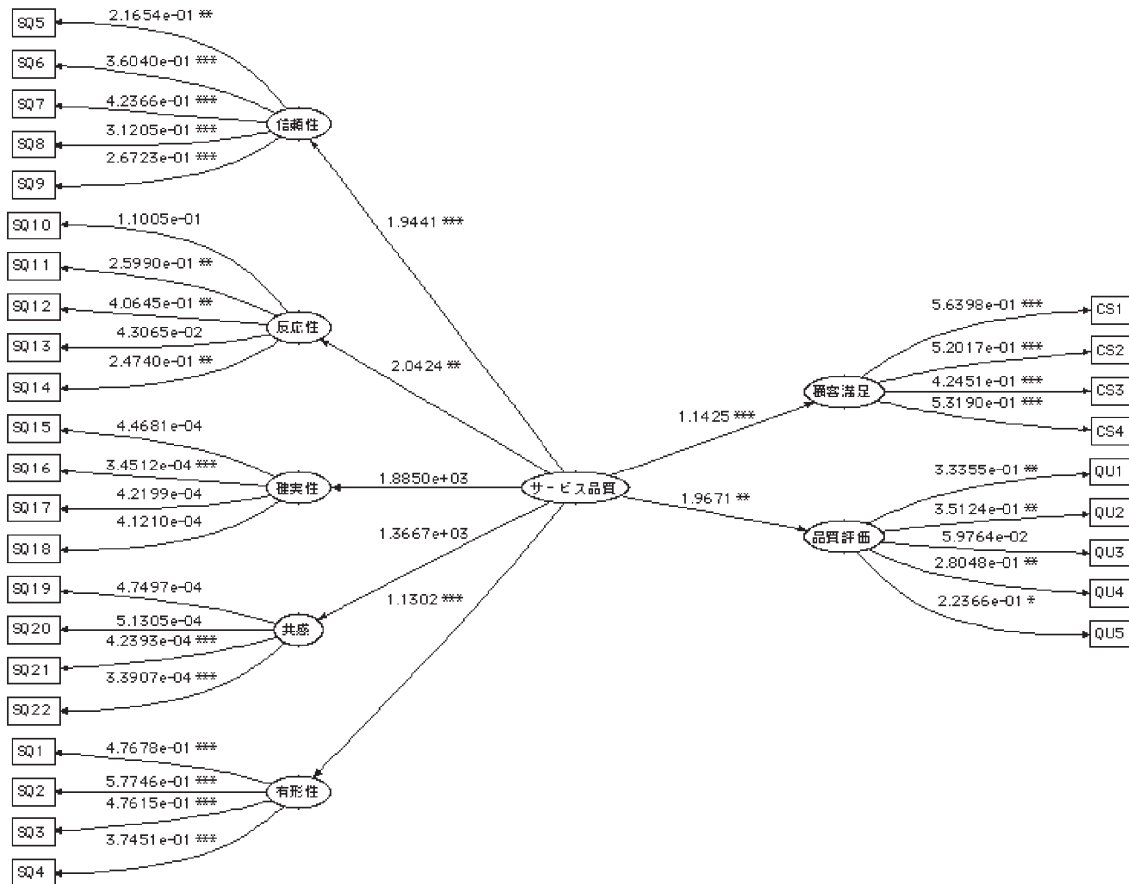 SQ5
2.1654e-01 **
SQ6
3.6040e-01 ***
SQ7
4.2366e-01 ***
SQ8
3.1205e-01 ***
SQ9
2.6723e-01 ***
信頼性
1.9441 ***
SQ10
1.1005e-01
SQ11
2.5990e-01 **
SQ12
4.0645e-01 **
SQ13
4.3065e-02
SQ14
2.4740e-01 **
反応性
2.0424 **
SQ15
4.4681e-04
SQ16
3.4512e-04 ***
SQ17
4.2199e-04
SQ18
4.1210e-04
確実性
1.8850e+03
サービス品質
SQ19
4.7497e-04
SQ20
5.1305e-04
SQ21
4.2393e-04 ***
SQ22
3.3907e-04 ***
共感
1.3667e+03
SQ1
4.7678e-01 ***
SQ2
5.7746e-01 ***
SQ3
4.7615e-01 ***
SQ4
3.7451e-01 ***
有形性
1.1302 ***
1.1425 ***
顧客満足
5.6398e-01 ***
CS1
5.2017e-01 ***
CS2
4.2451e-01 ***
CS3
5.3190e-01 ***
CS4
1.9671 **
品質評価
3.3355e-01 **
QU1
3.5124e-01 **
QU2
5.9764e-02
QU3
2.8048e-01 **
QU4
2.2366e-01 *
QU5